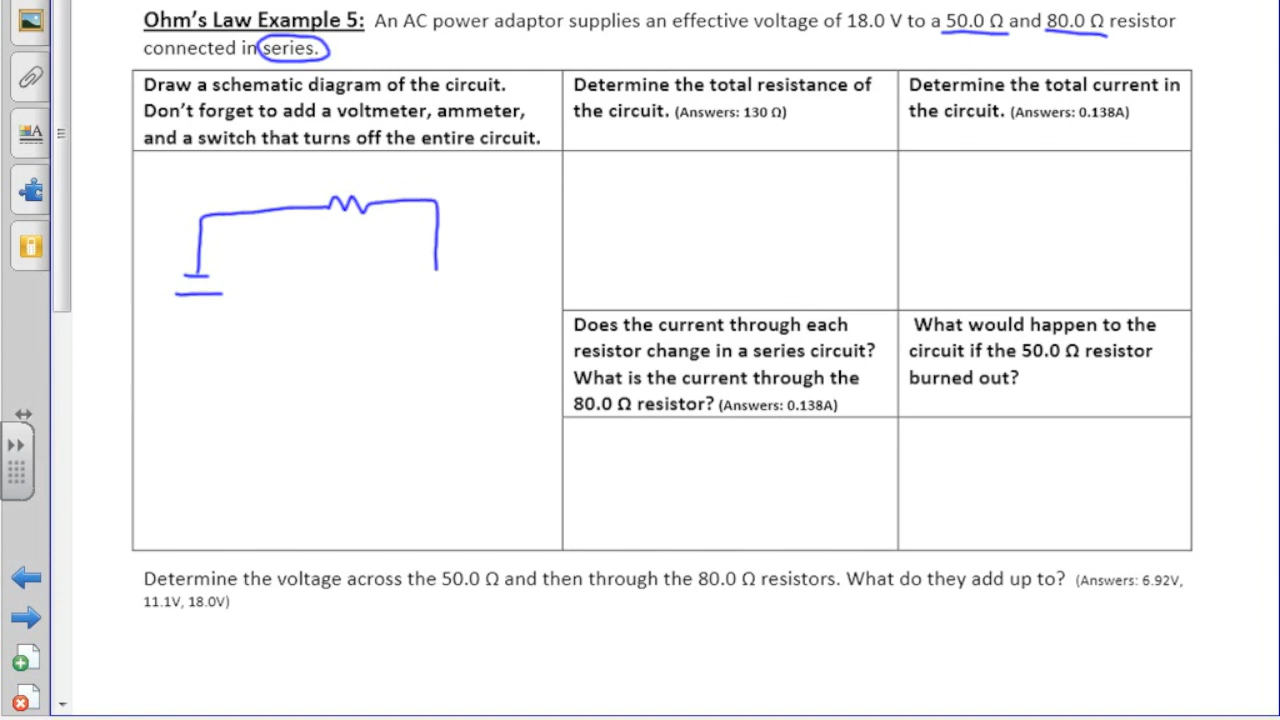 Ohm's Law Example 5: An AC power adaptor supplies an effective voltage of 18.0 V to a 50.0 Ω and 80.0 Ω resistor
connected in series.
Draw a schematic diagram of the circuit.
Don't forget to add a voltmeter, ammeter,
and a switch that turns off the entire circuit.
Determine the total resistance of
the circuit. (Answers: 130 Ω)
Determine the total current in
the circuit. (Answers: 0.138A)
Does the current through each
resistor change in a series circuit?
What is the current through the
80.0 Ω resistor? (Answers: 0.138A)
What would happen to the
circuit if the 50.0 Ω resistor
burned out?
Determine the voltage across the 50.0 Ω and then through the 80.0 Ω resistors. What do they add up to? (Answers: 6.92V,
11.1V, 18.0V)